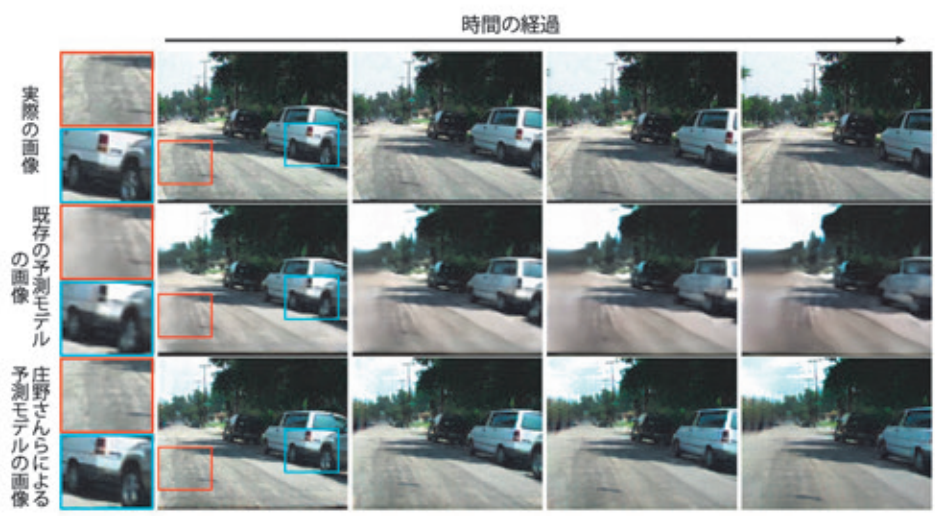 時間の経過
実際の画像
既存の予測モデル
の画像
庄野さんらによる
予測モデルの画像